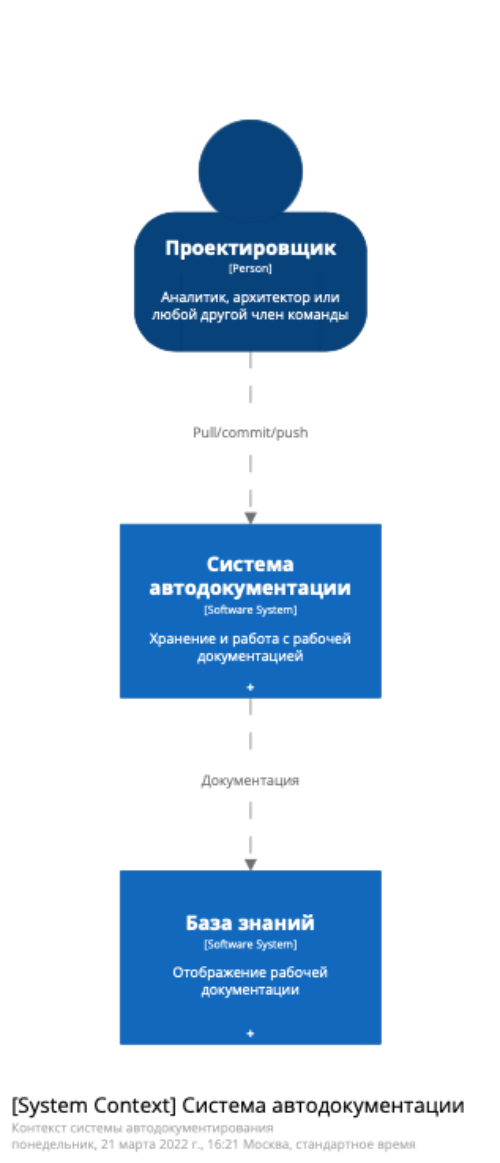 Проектировщик
[Person]
Аналитик, архитектор или
любой другой член команды
Pull/commit/push
Система
автодокументации
[Software System]
Хранение и работа с рабочей
документацией
+
Документация
База знаний
[Software System]
Отображение рабочей
документации
+
[System Context] Система автодокументации
Контекст системы автодокументирования
понедельник, 21 марта 2022 г., 16:21 Москва, стандартное время